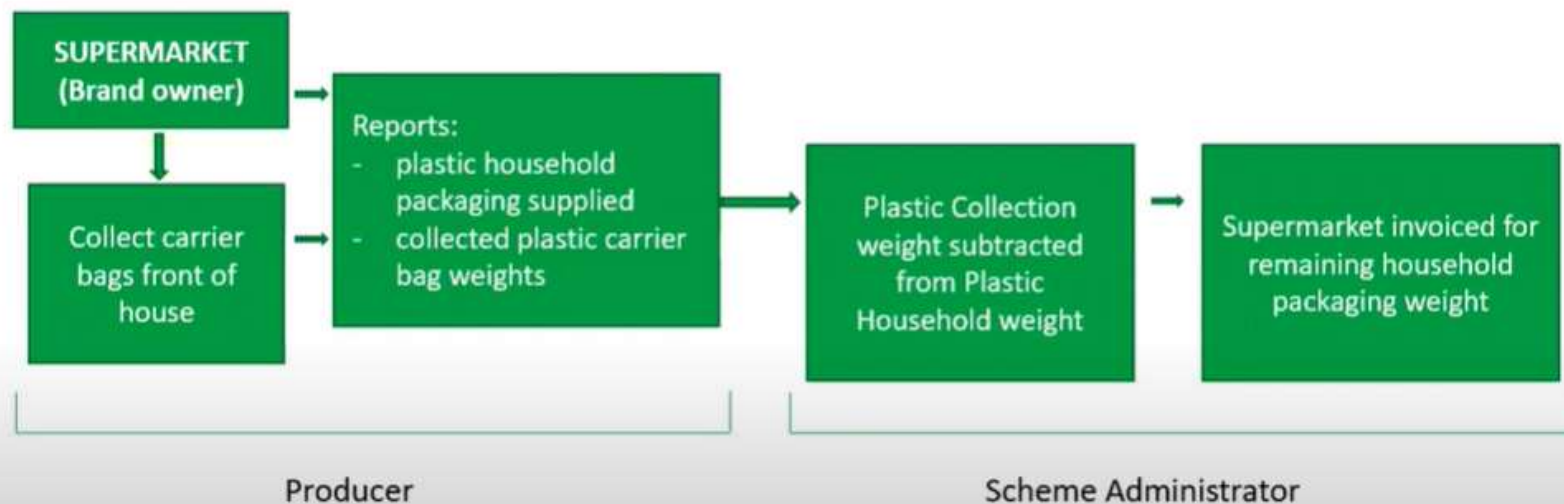 SUPERMARKET
(Brand owner)
Collect carrier
bags front of
house
Reports:
- plastic household
packaging supplied
- collected plastic carrier
bag weights
Plastic Collection
weight subtracted
from Plastic
Household weight
Supermarket invoiced for
remaining household
packaging weight
Producer
Scheme Administrator